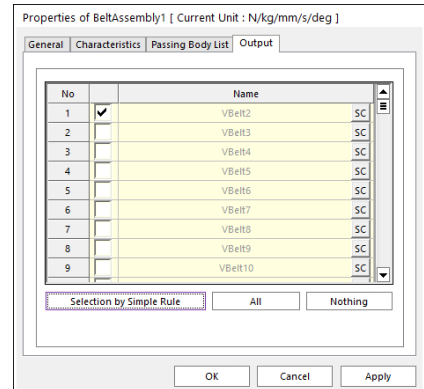 Properties of BeltAssembly1 [ Current Unit : N/kg/mm/s/deg ]
General Characteristics Passing Body List Output
No Name
1 VBelt2 SC
2 VBelt3 SC
3 VBelt4 SC
4 VBelt5 SC
5 VBelt6 SC
6 VBelt7 SC
7 VBelt8 SC
8 VBelt9 SC
9 VBelt10 SC
Selection by Simple Rule All Nothing
OK Cancel Apply